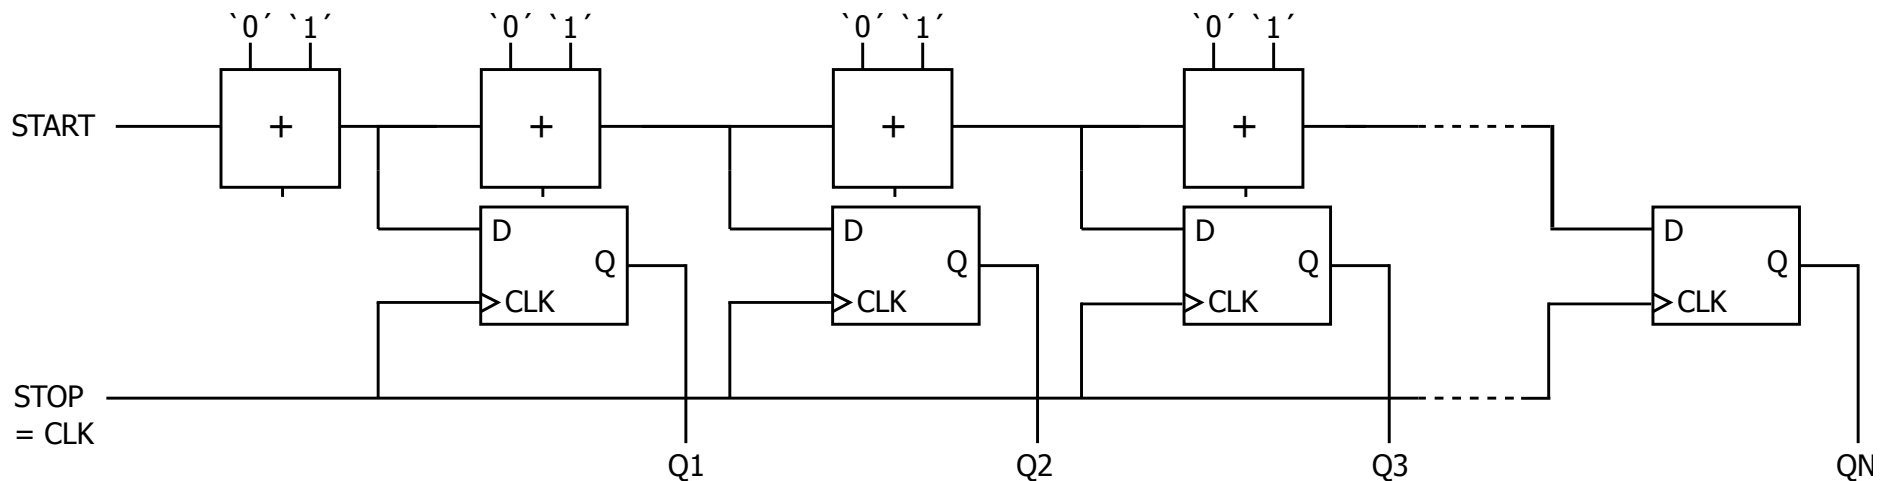 `0´ `1´ `0´ `1´ `0´ `1´ `0´ `1´
START + + + +
D D D D
Q Q Q Q
CLK CLK CLK CLK
STOP
= CLK
Q1 Q2 Q3 QN